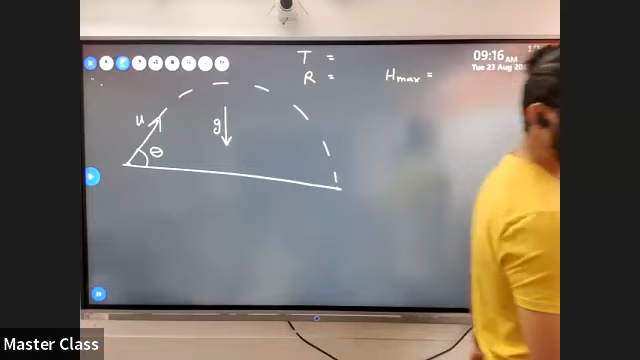 T =
R =
Hmax =
09:16 AM
Tue 23 Aug
u
θ
g
Master Class